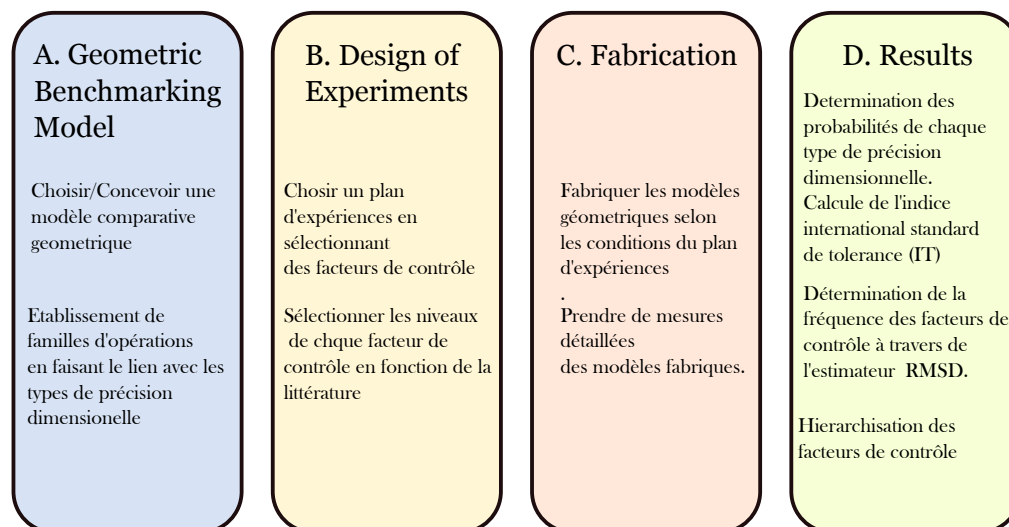 A. Geometric
Benchmarking
Model
Choisir/Concevoir une
modèle comparative
geometrique
Etablissement de
familles d'opérations
en faisant le lien avec les
types de précision
dimensionelle
B. Design of
Experiments
Chosir un plan
d'expériences en
sélectionnant
des facteurs de contrôle
Sélectionner les niveaux
de chque facteur de
contrôle en fonction de la
littérature
C. Fabrication
Fabriquer les modèles
géometriques selon
les conditions du plan
d'expériences
.
Prendre de mesures
détaillées
des modèles fabriques.
D. Results
Determination des
probabilités de chaque
type de précision
dimensionnelle.
Calcule de l'indice
international standard
de tolerance (IT)
Détermination de la
fréquence des facteurs de
contrôle à travers de
l'estimateur RMSD.
Hierarchisation des
facteurs de contrôle